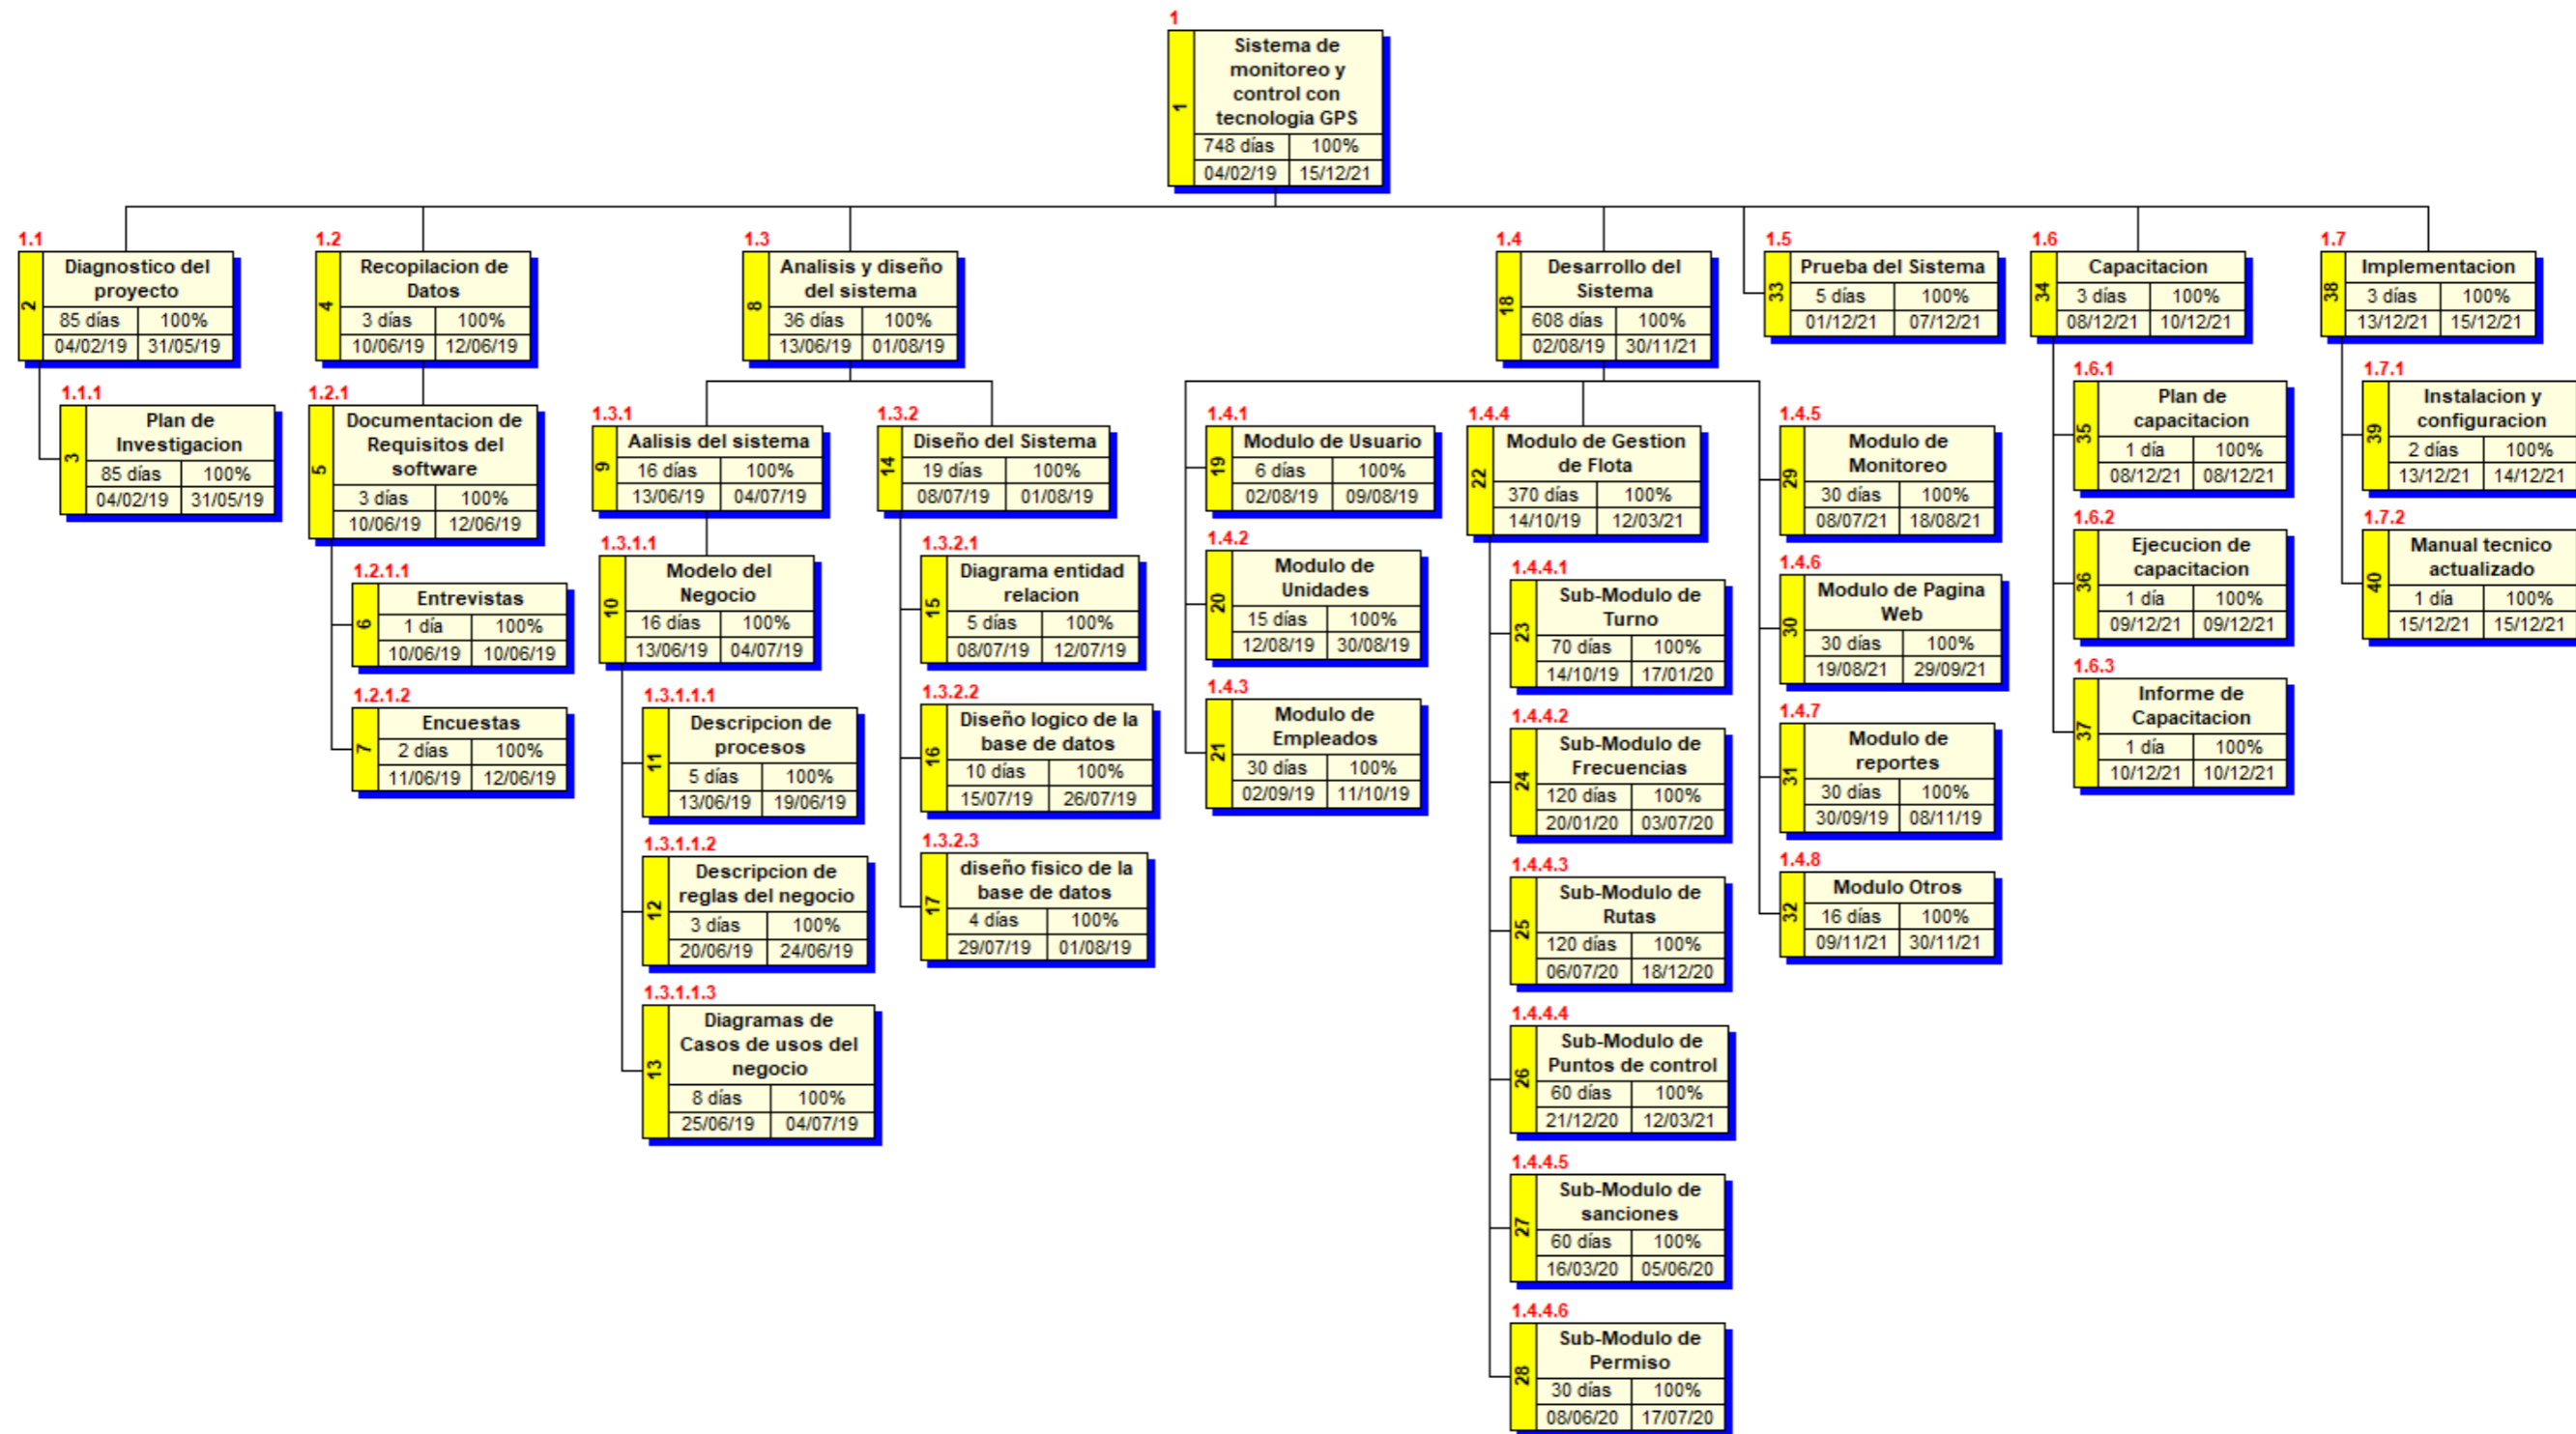 1
1
Sistema de
monitoreo y
control con
tecnologia GPS
748 días 100%
04/02/19 15/12/21
1.1
2
Diagnostico del
proyecto
85 días 100%
04/02/19 31/05/19
1.1.1
3
Plan de
Investigacion
85 días 100%
04/02/19 31/05/19
1.2
4
Recopilacion de
Datos
3 días 100%
10/06/19 12/06/19
1.2.1
5
Documentacion de
Requisitos del
software
3 días 100%
10/06/19 12/06/19
1.2.1.1
6
Entrevistas
1 día 100%
10/06/19 10/06/19
1.2.1.2
7
Encuestas
2 días 100%
11/06/19 12/06/19
1.3
8
Analisis y diseño
del sistema
36 días 100%
13/06/19 01/08/19
1.3.1
9
Aalisis del sistema
16 días 100%
13/06/19 04/07/19
1.3.1.1
10
Modelo del
Negocio
16 días 100%
13/06/19 04/07/19
1.3.1.1.1
11
Descripcion de
procesos
5 días 100%
13/06/19 19/06/19
1.3.1.1.2
12
Descripcion de
reglas del negocio
3 días 100%
20/06/19 24/06/19
1.3.1.1.3
13
Diagramas de
Casos de usos del
negocio
8 días 100%
25/06/19 04/07/19
1.3.2
14
Diseño del Sistema
19 días 100%
08/07/19 01/08/19
1.3.2.1
15
Diagrama entidad
relacion
5 días 100%
08/07/19 12/07/19
1.3.2.2
16
Diseño logico de la
base de datos
10 días 100%
15/07/19 26/07/19
1.3.2.3
17
diseño fisico de la
base de datos
4 días 100%
29/07/19 01/08/19
1.4
18
Desarrollo del
Sistema
608 días 100%
02/08/19 30/11/21
1.4.1
19
Modulo de Usuario
6 días 100%
02/08/19 09/08/19
1.4.2
20
Modulo de
Unidades
15 días 100%
12/08/19 30/08/19
1.4.3
21
Modulo de
Empleados
30 días 100%
02/09/19 11/10/19
1.4.4
22
Modulo de Gestion
de Flota
370 días 100%
14/10/19 12/03/21
1.4.4.1
23
Sub-Modulo de
Turno
70 días 100%
14/10/19 17/01/20
1.4.4.2
24
Sub-Modulo de
Frecuencias
120 días 100%
20/01/20 03/07/20
1.4.4.3
25
Sub-Modulo de
Rutas
120 días 100%
06/07/20 18/12/20
1.4.4.4
26
Sub-Modulo de
Puntos de control
60 días 100%
21/12/20 12/03/21
1.4.4.5
27
Sub-Modulo de
sanciones
60 días 100%
16/03/20 05/06/20
1.4.4.6
28
Sub-Modulo de
Permiso
30 días 100%
08/06/20 17/07/20
1.4.5
29
Modulo de
Monitoreo
30 días 100%
08/07/21 18/08/21
1.4.6
30
Modulo de Pagina
Web
30 días 100%
19/08/21 29/09/21
1.4.7
31
Modulo de
reportes
30 días 100%
30/09/19 08/11/19
1.4.8
32
Modulo Otros
16 días 100%
09/11/21 30/11/21
1.5
33
Prueba del Sistema
5 días 100%
01/12/21 07/12/21
1.6
34
Capacitacion
3 días 100%
08/12/21 10/12/21
1.6.1
35
Plan de
capacitacion
1 día 100%
08/12/21 08/12/21
1.6.2
36
Ejecucion de
capacitacion
1 día 100%
09/12/21 09/12/21
1.6.3
37
Informe de
Capacitacion
1 día 100%
10/12/21 10/12/21
1.7
38
Implementacion
3 días 100%
13/12/21 15/12/21
1.7.1
39
Instalacion y
configuracion
2 días 100%
13/12/21 14/12/21
1.7.2
40
Manual tecnico
actualizado
1 día 100%
15/12/21 15/12/21